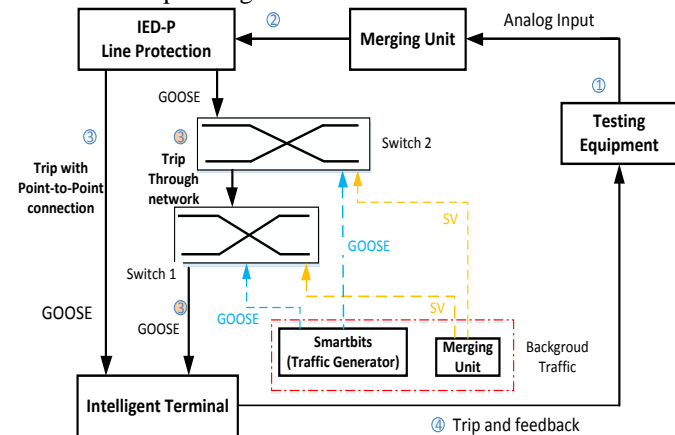 IED-P
Line Protection
②
Merging Unit
Analog Input
①
Testing
Equipment
GOOSE
③
Trip with
Point-to-Point
connection
③
Trip
Through
network
Switch 2
GOOSE
SV
Switch 1
GOOSE
③
GOOSE
GOOSE
SV
Smartbits
(Traffic Generator)
Merging
Unit
Backgroud
Traffic
Intelligent Terminal
④ Trip and feedback